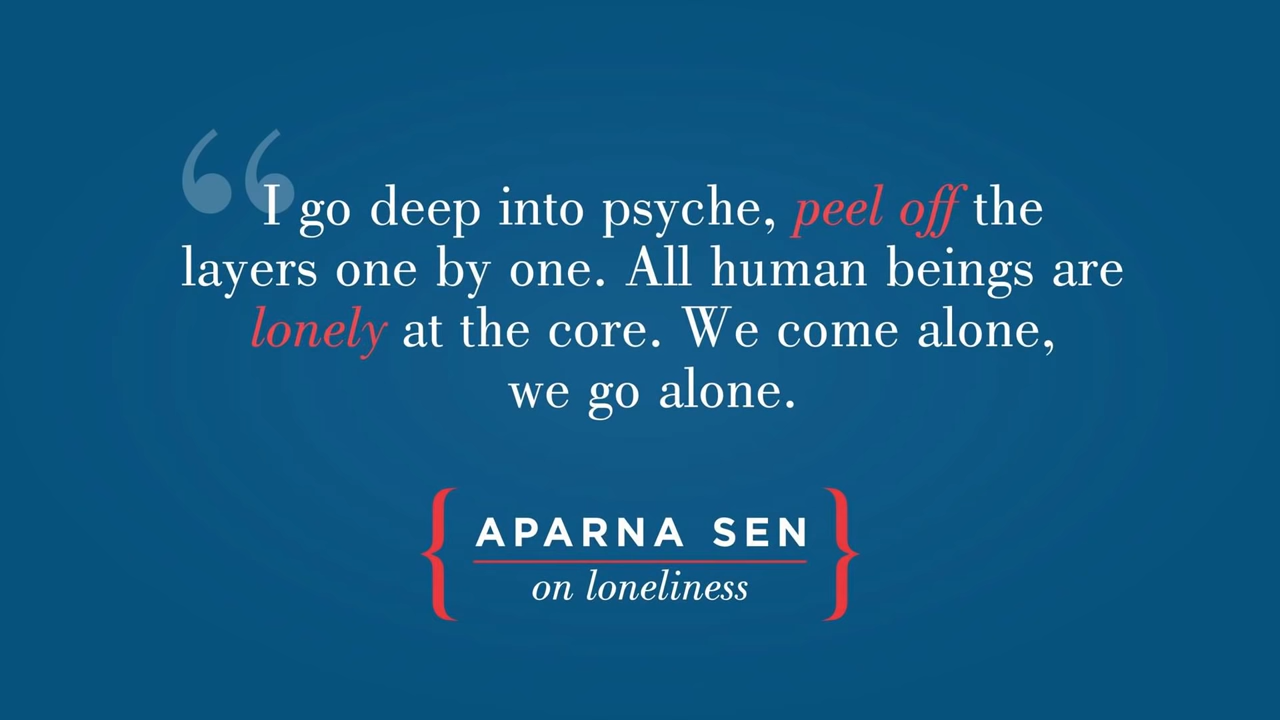 “I go deep into psyche, peel off the
layers one by one. All human beings are
lonely at the core. We come alone,
we go alone.
{APARNA SEN
on loneliness}